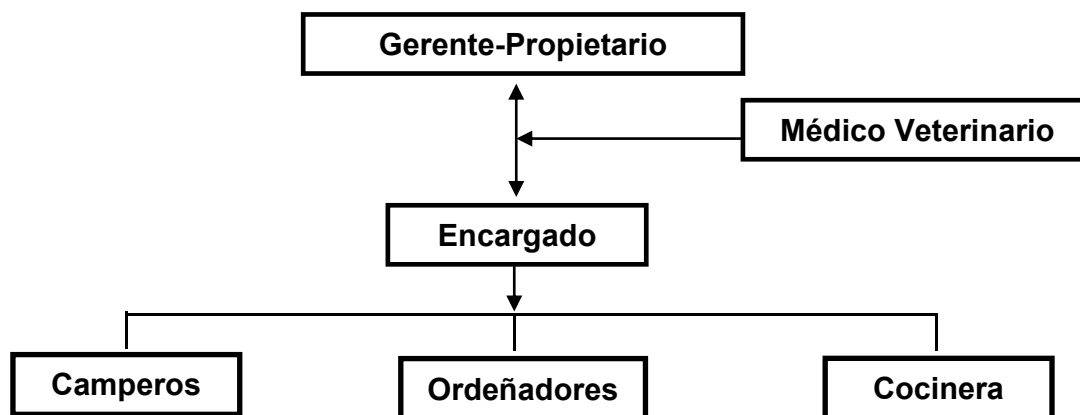 Gerente-Propietario
Médico Veterinario
Encargado
Camperos
Ordeñadores
Cocinera